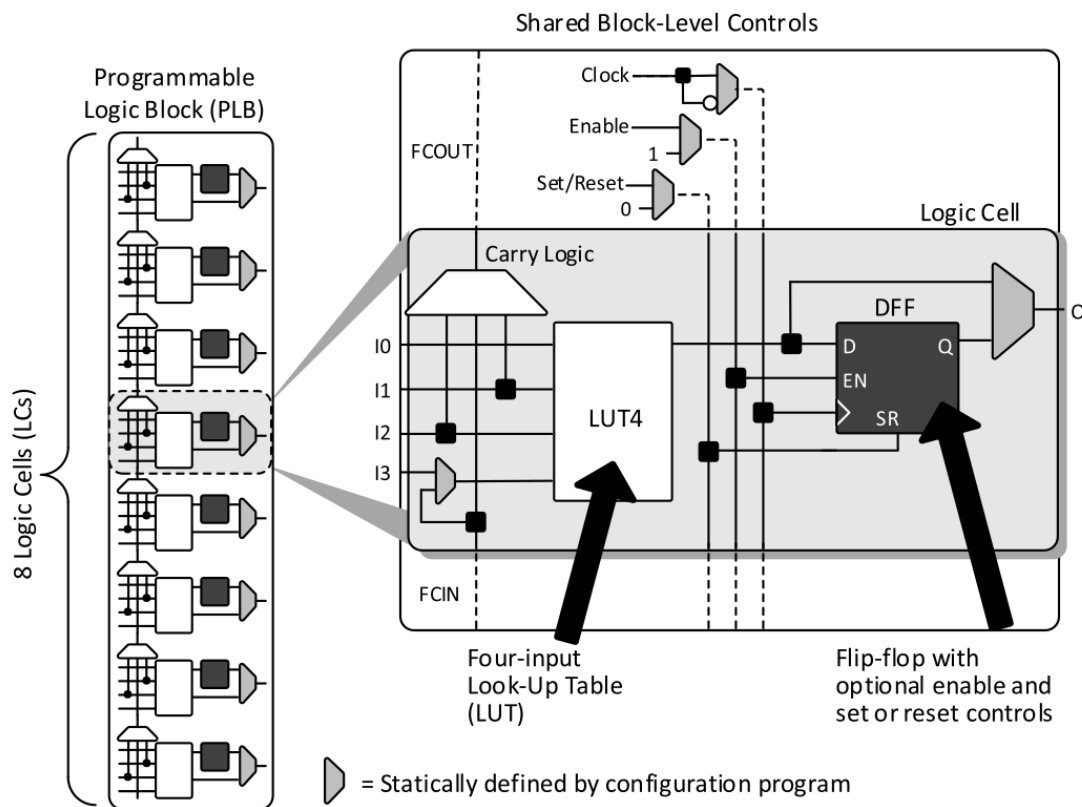 Shared Block-Level Controls
Programmable
Logic Block (PLB)
8 Logic Cells (LCs)
Clock
Enable
1
Set/Reset
0
FCOUT
Logic Cell
Carry Logic
I0
I1
I2
I3
LUT4
DFF
D
Q
EN
SR
O
FCIN
Four-input
Look-Up Table
(LUT)
Flip-flop with
optional enable and
set or reset controls
= Statically defined by configuration program